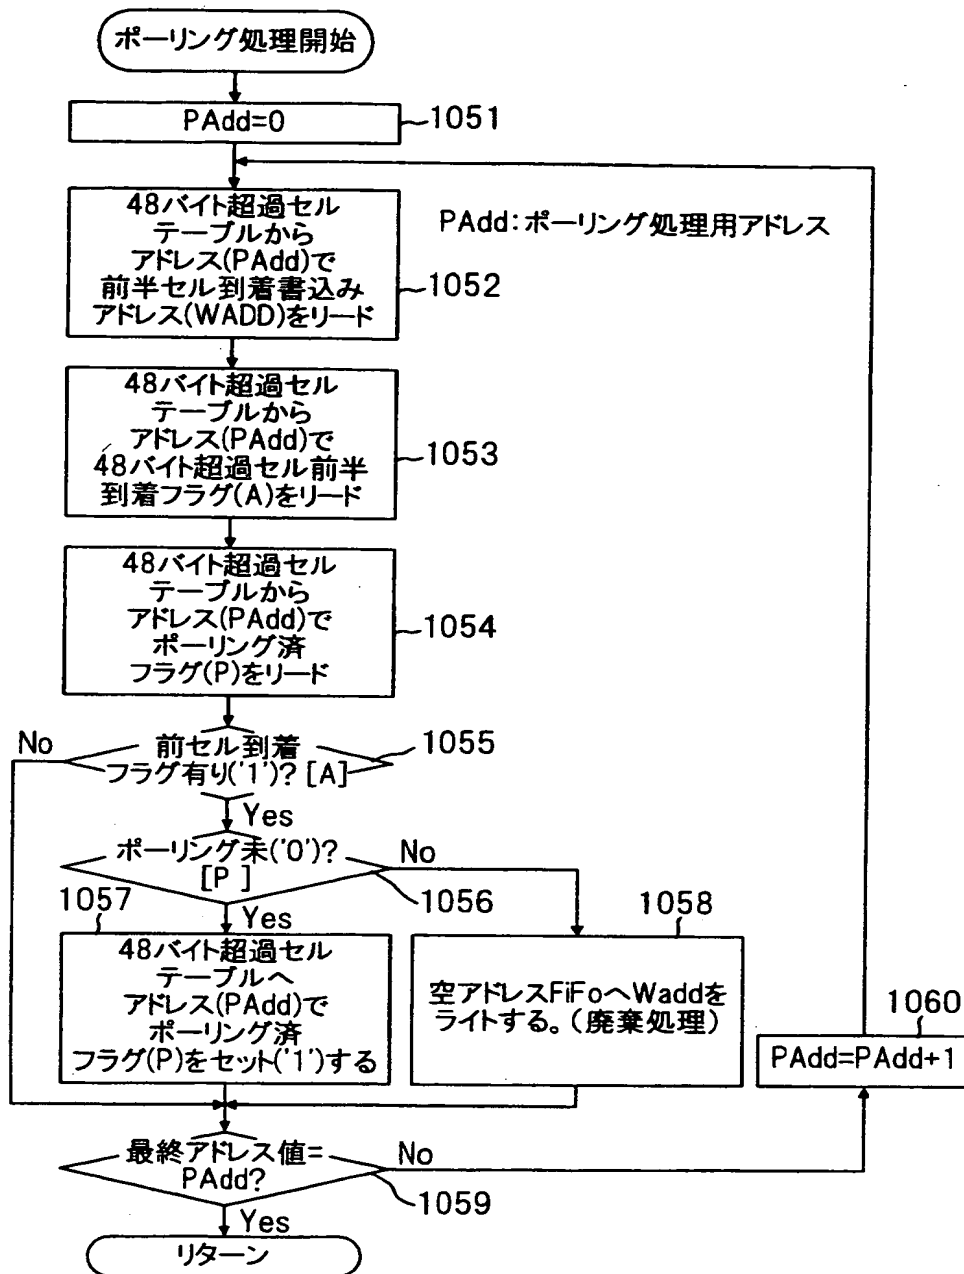 ポーリング処理開始
PAdd=0
1051
48バイト超過セル
テーブルから
アドレス(PAdd)で
前半セル到着書込み
アドレス(WADD)をリード
1052
PAdd:ポーリング処理用アドレス
48バイト超過セル
テーブルから
アドレス(PAdd)で
48バイト超過セル前半
到着フラグ(A)をリード
1053
48バイト超過セル
テーブルから
アドレス(PAdd)で
ポーリング済
フラグ(P)をリード
1054
No
前セル到着
フラグ有り('1')? [A]
1055
Yes
ポーリング未('0')?
[P ]
No
1056
1057
Yes
48バイト超過セル
テーブルへ
アドレス(PAdd)で
ポーリング済
フラグ(P)をセット('1')する
1058
空アドレスFiFoへWaddを
ライトする。(廃棄処理)
1060
PAdd=PAdd+1
最終アドレス値=
PAdd?
No
1059
Yes
リターン